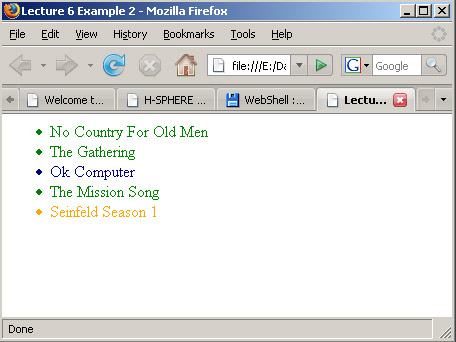 Lecture 6 Example 2 - Mozilla Firefox
File Edit View History Bookmarks Tools Help
file:///E:/Da G Google
Welcome t... H-SPHERE ... WebShell :... Lectu...
No Country For Old Men
The Gathering
Ok Computer
The Mission Song
Seinfeld Season 1
Done